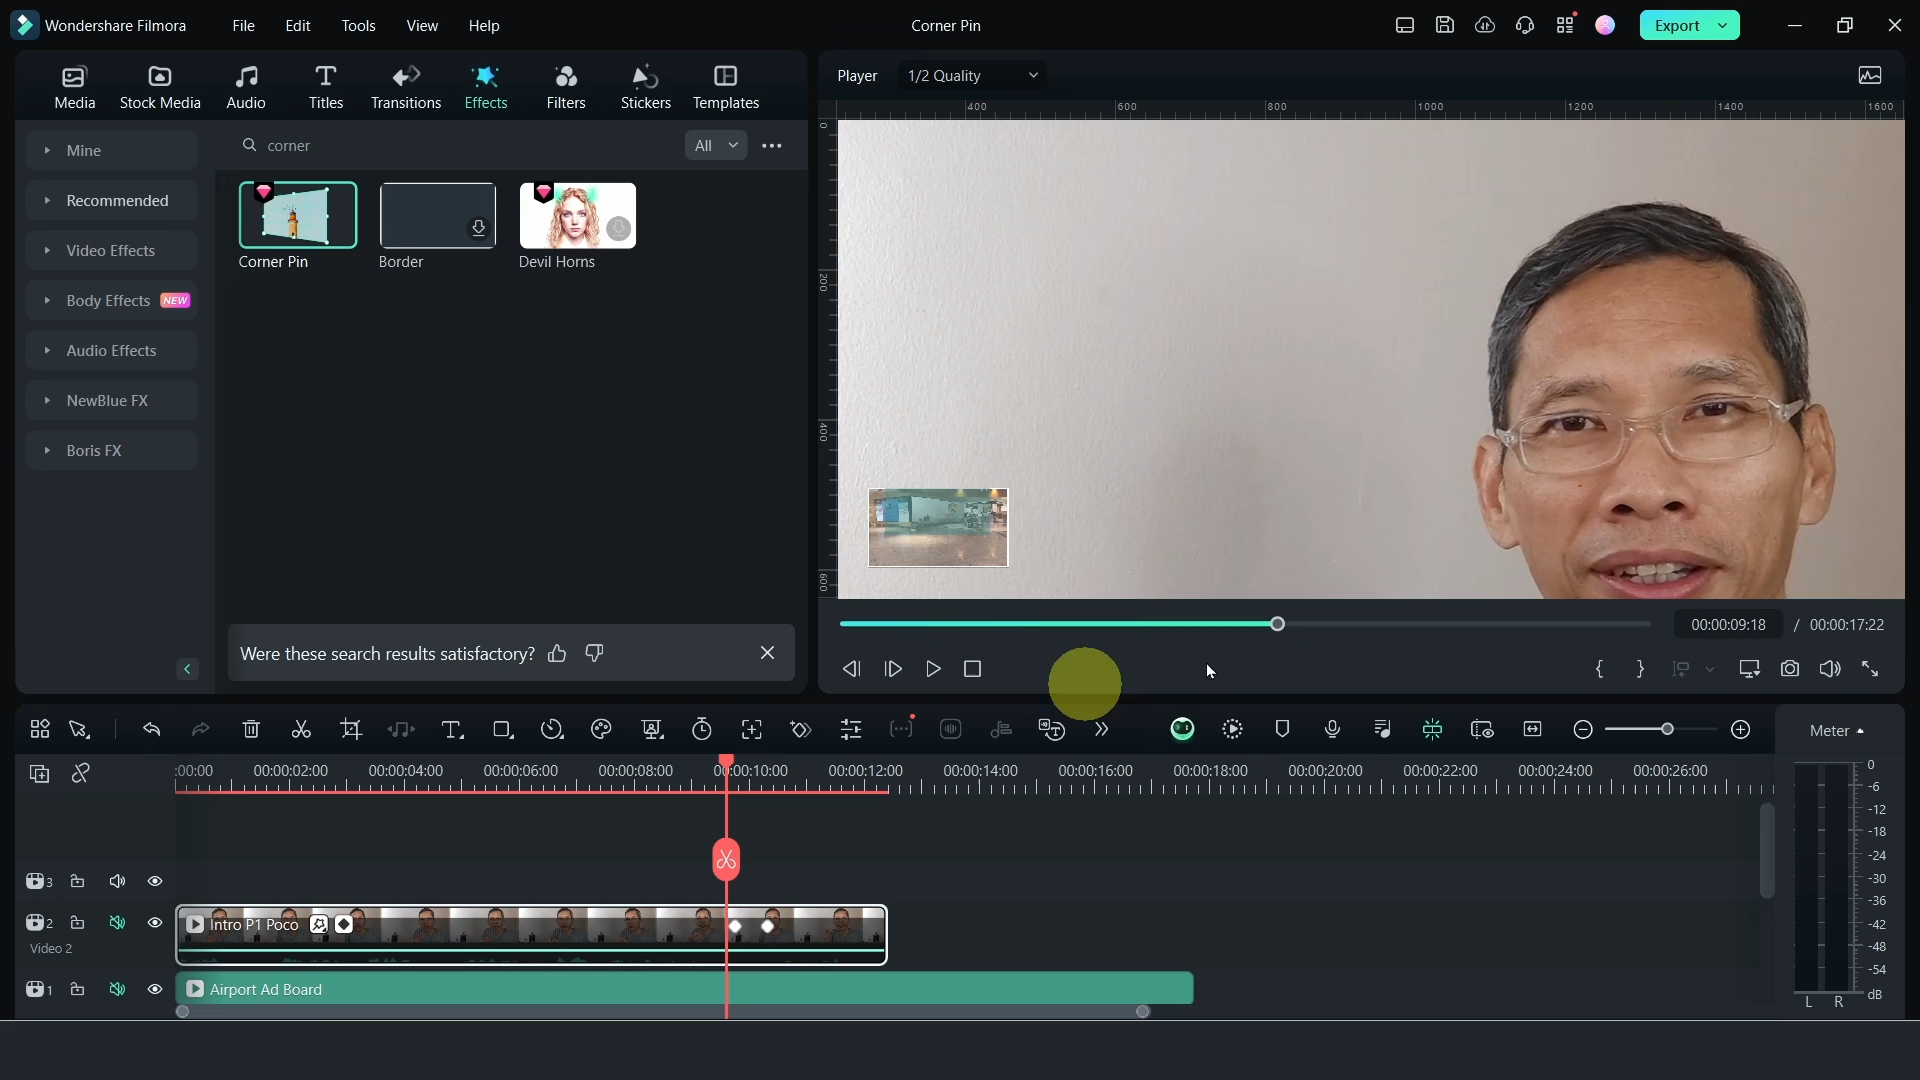 Wondershare Filmora
File
Edit
Tools
View
Help
Corner Pin
Export
Media
Stock Media
Audio
Titles
Transitions
Effects
Filters
Stickers
Templates
Player
1/2 Quality
400
600
800
1000
1200
1400
1600
0
200
400
600
Mine
Recommended
Video Effects
Body Effects NEW
Audio Effects
NewBlue FX
Boris FX
corner
All
Corner Pin
Border
Devil Horns
Were these search results satisfactory?
00:00:09:18 / 00:00:17:22
Meter
:00:00
00:00:02:00
00:00:04:00
00:00:06:00
00:00:08:00
00:00:10:00
00:00:12:00
00:00:14:00
00:00:16:00
00:00:18:00
00:00:20:00
00:00:22:00
00:00:24:00
00:00:26:00
3
2
Video 2
1
Intro P1 Poco
Airport Ad Board
0
-6
-12
-18
-24
-30
-36
-42
-48
-54
dB
L R